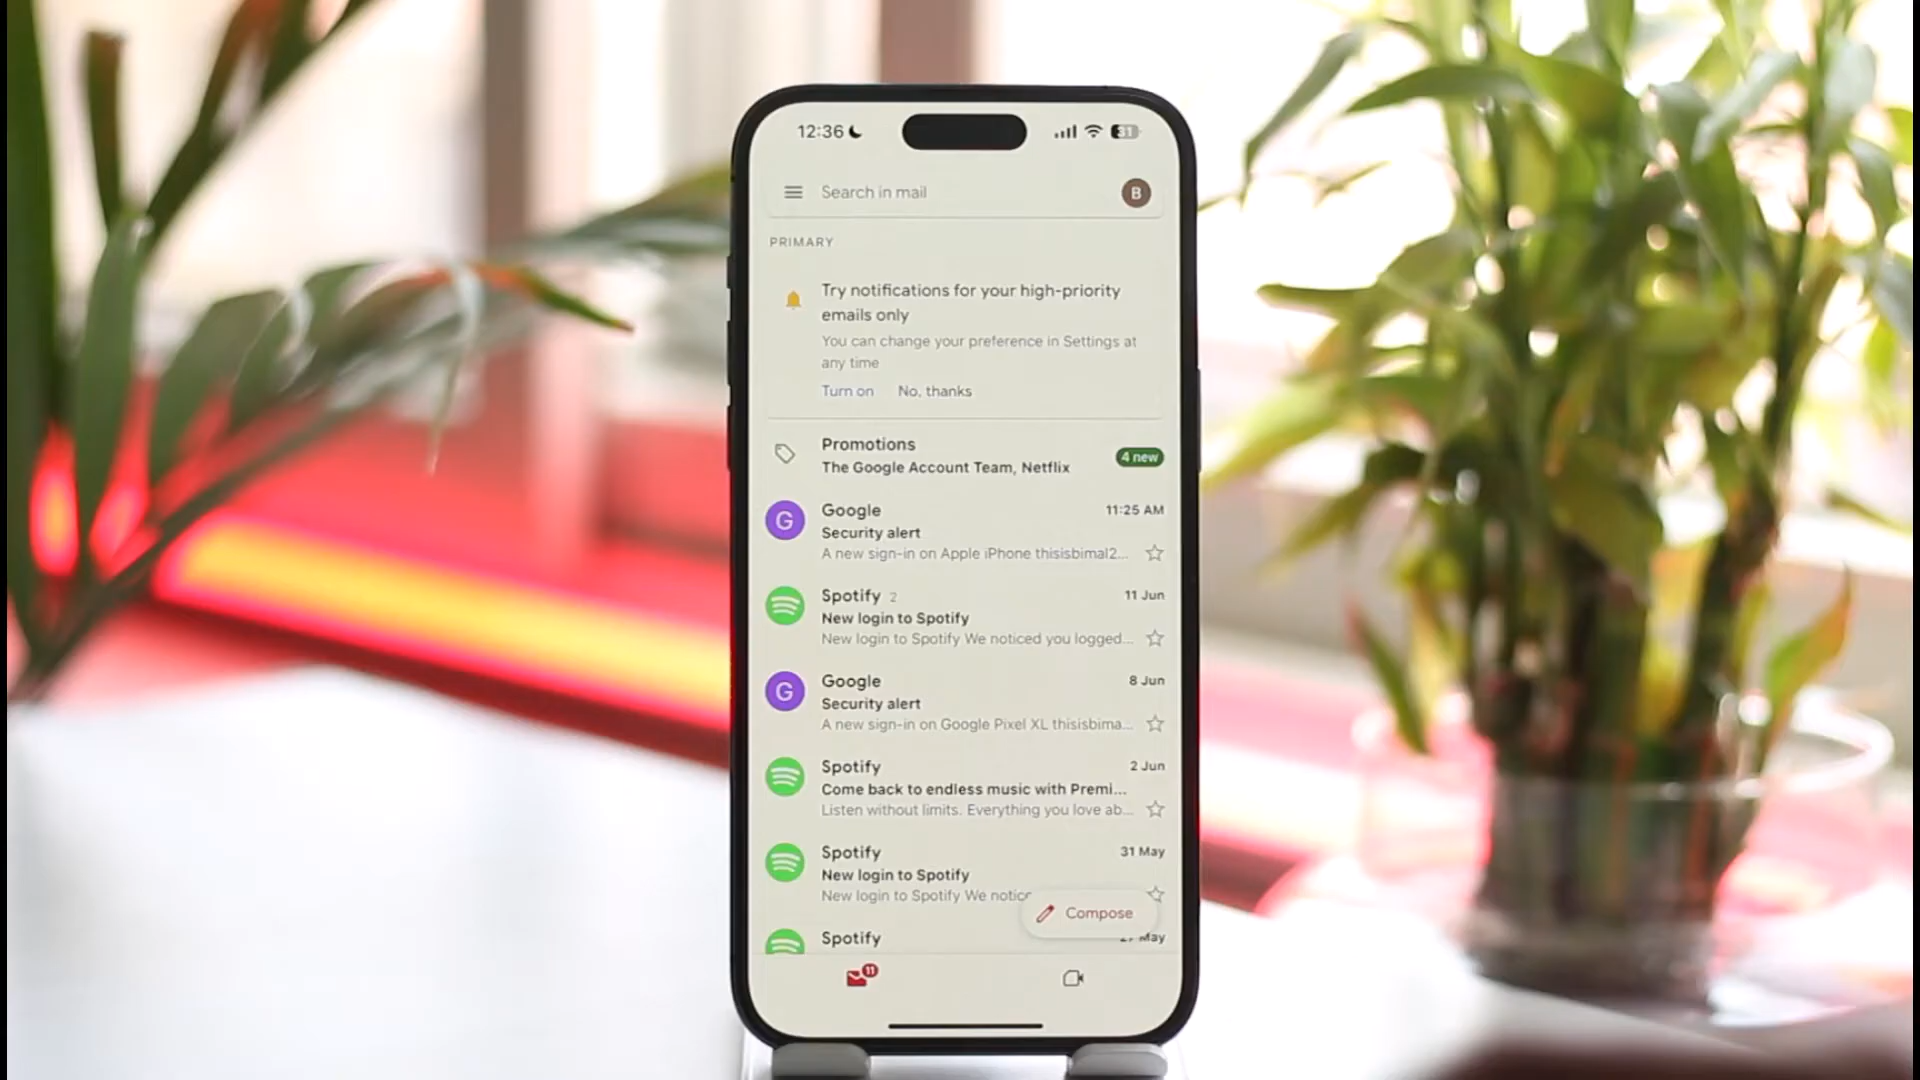 12:36
31
Search in mail
B
PRIMARY
Try notifications for your high-priority
emails only
You can change your preference in Settings at
any time
Turn on No, thanks
Promotions
The Google Account Team, Netflix
4 new
G
Google
11:25 AM
Security alert
A new sign-in on Apple iPhone thisisbimal2...
Spotify 2
11 Jun
New login to Spotify
New login to Spotify We noticed you logged...
G
Google
8 Jun
Security alert
A new sign-in on Google Pixel XL thisisbima...
Spotify
2 Jun
Come back to endless music with Premi...
Listen without limits. Everything you love ab...
Spotify
31 May
New login to Spotify
New login to Spotify We notice
Compose
Spotify
May
11